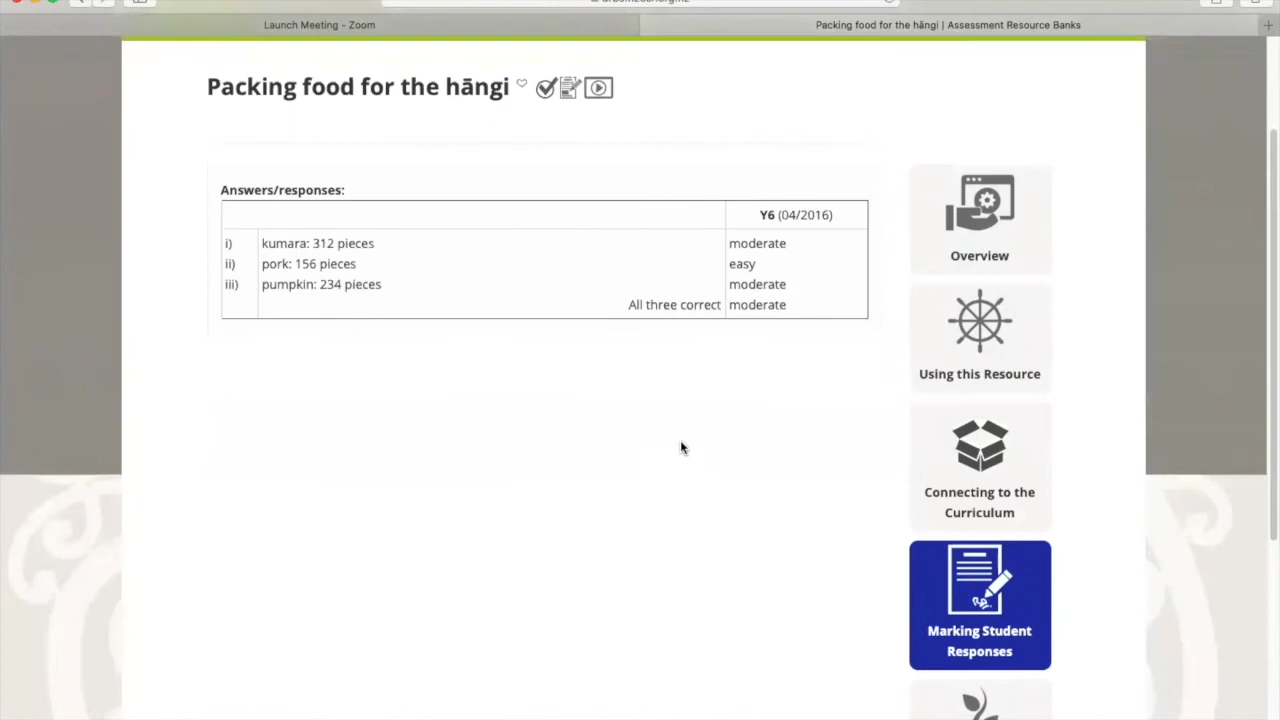 Launch Meeting - Zoom
Packing food for the hāngi | Assessment Resource Banks
Packing food for the hāngi
Answers/responses:
Y6 (04/2016)
i) kumara: 312 pieces moderate
ii) pork: 156 pieces easy
iii) pumpkin: 234 pieces moderate
All three correct moderate
Overview
Using this Resource
Connecting to the
Curriculum
Marking Student
Responses